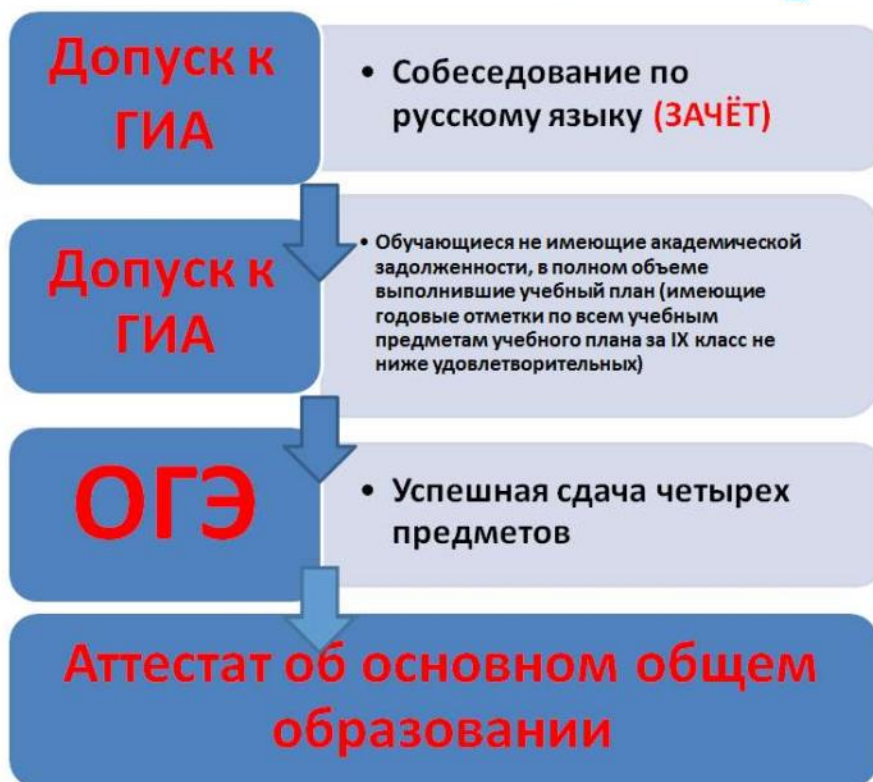 Допуск к
ГИА
• Собеседование по
русскому языку (ЗАЧЁТ)
Допуск к
ГИА
• Обучающиеся не имеющие академической
задолженности, в полном объеме
выполнившие учебный план (имеющие
годовые отметки по всем учебным
предметам учебного плана за IX класс не
ниже удовлетворительных)
ОГЭ
• Успешная сдача четырех
предметов
Аттестат об основном общем
образовании